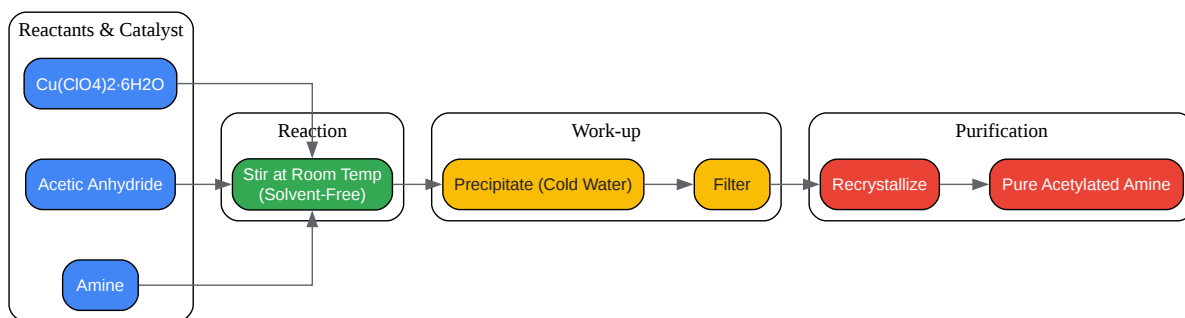 Reactants & Catalyst
Cu(ClO4)2·6H2O
Acetic Anhydride
Amine
Reaction
Stir at Room Temp
(Solvent-Free)
Work-up
Precipitate (Cold Water)
Filter
Purification
Recrystallize
Pure Acetylated Amine